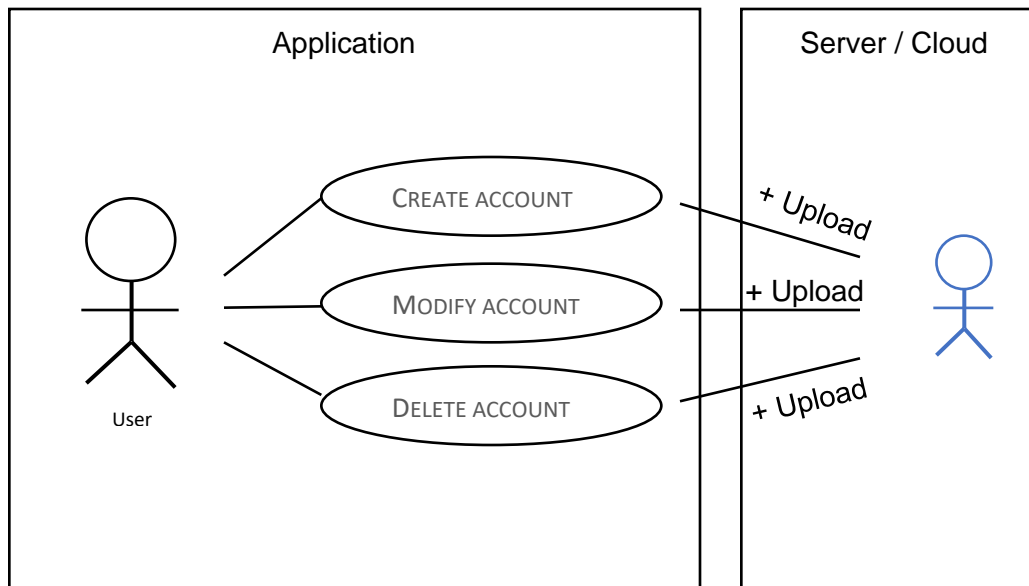 Application
Server / Cloud
CREATE ACCOUNT
+ Upload
MODIFY ACCOUNT
+ Upload
DELETE ACCOUNT
+ Upload
User